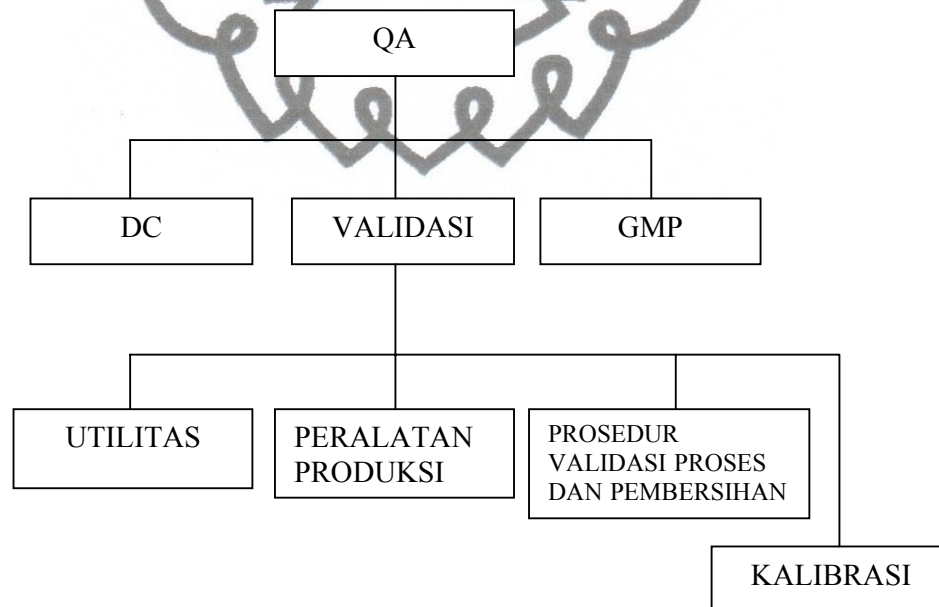 QA
DC
VALIDASI
GMP
UTILITAS
PERALATAN
PRODUKSI
PROSEDUR
VALIDASI PROSES
DAN PEMBERSIHAN
KALIBRASI